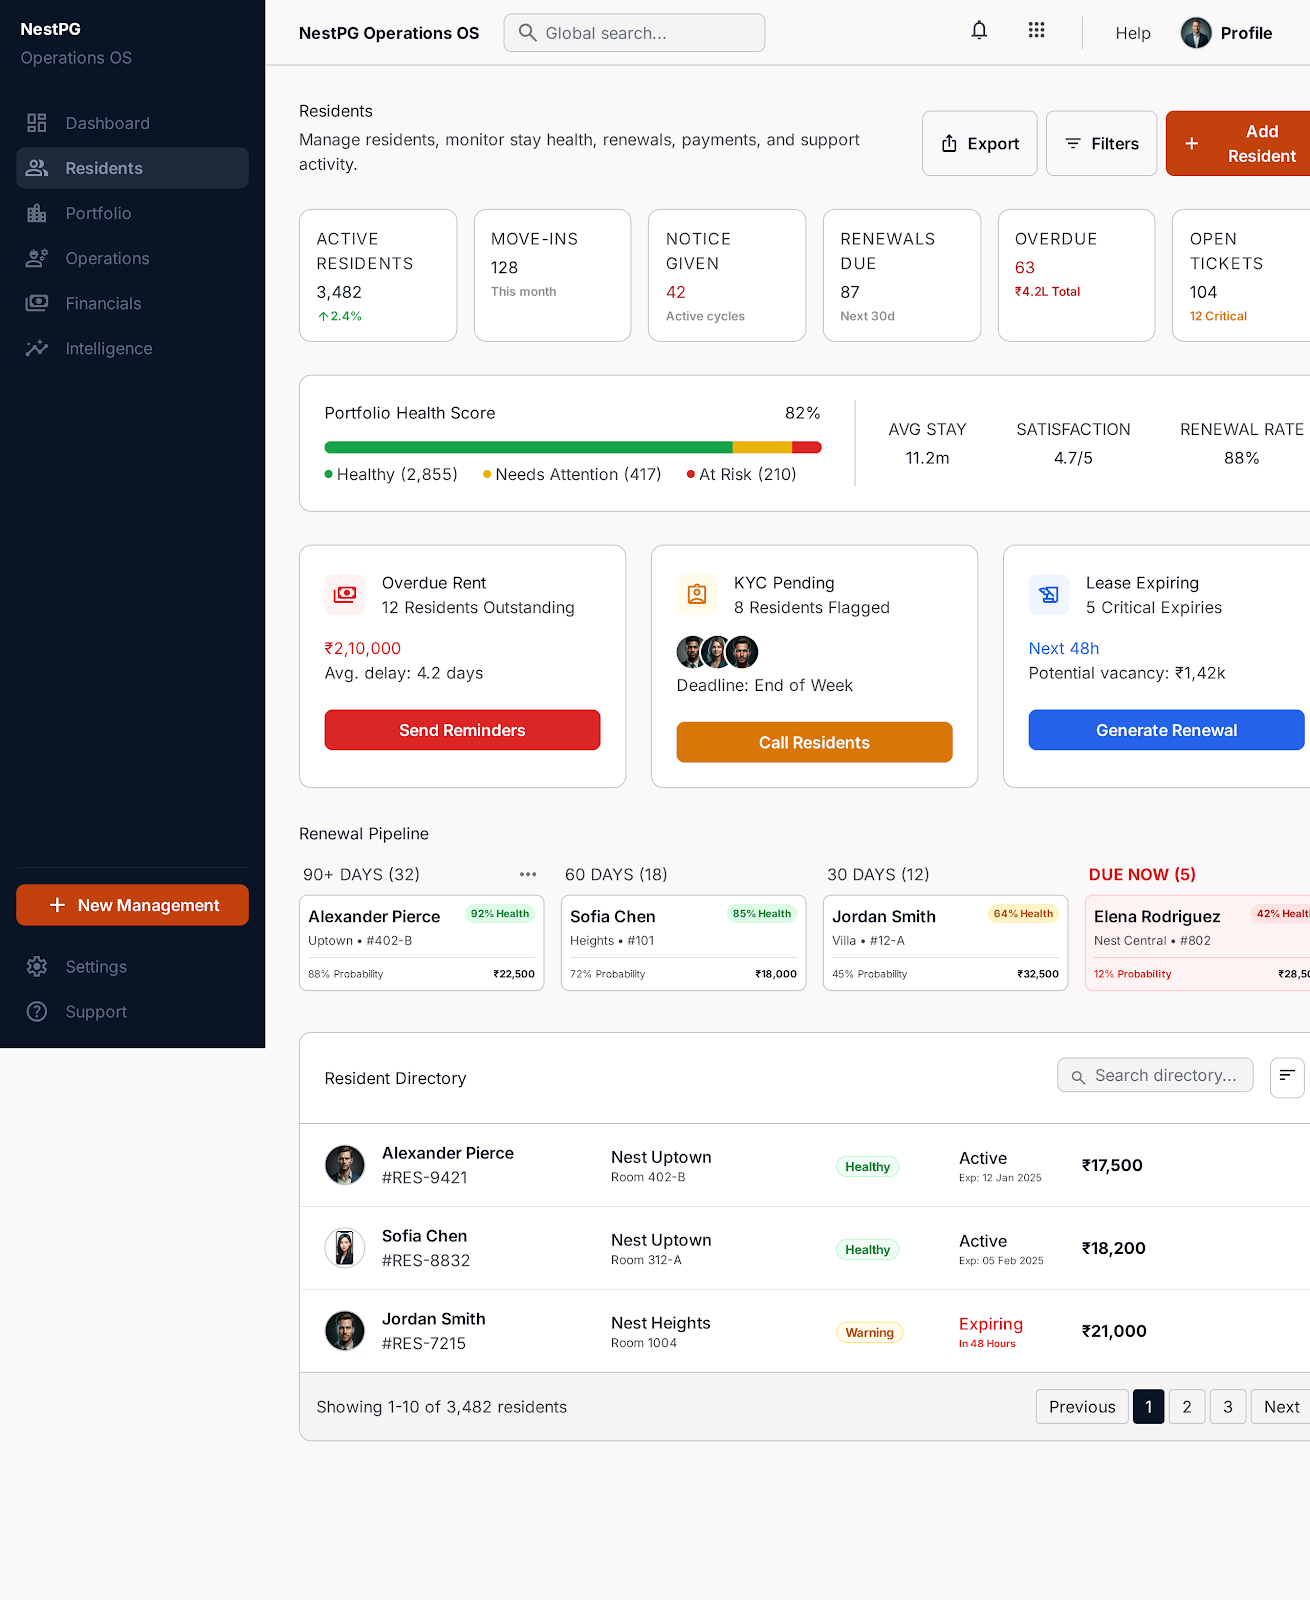 NestPG
Operations OS
Dashboard
Residents
Portfolio
Operations
Financials
Intelligence
New Management
Settings
Support
NestPG Operations OS
Global search...
Help
Profile
Residents
Manage residents, monitor stay health, renewals, payments, and support
activity.
Export
Filters
Add
Resident
ACTIVE
RESIDENTS
3,482
↑2.4%
MOVE-INS
128
This month
NOTICE
GIVEN
42
Active cycles
RENEWALS
DUE
87
Next 30d
OVERDUE
63
₹4.2L Total
OPEN
TICKETS
104
12 Critical
Portfolio Health Score
82%
Healthy (2,855)
Needs Attention (417)
At Risk (210)
AVG STAY
11.2m
SATISFACTION
4.7/5
RENEWAL RATE
88%
Overdue Rent
12 Residents Outstanding
₹2,10,000
Avg. delay: 4.2 days
Send Reminders
KYC Pending
8 Residents Flagged
Deadline: End of Week
Call Residents
Lease Expiring
5 Critical Expiries
Next 48h
Potential vacancy: ₹1,42k
Generate Renewal
Renewal Pipeline
90+ DAYS (32)
Alexander Pierce
92% Health
Uptown • #402-B
88% Probability
₹22,500
60 DAYS (18)
Sofia Chen
85% Health
Heights • #101
72% Probability
₹18,000
30 DAYS (12)
Jordan Smith
64% Health
Villa • #12-A
45% Probability
₹32,500
DUE NOW (5)
Elena Rodriguez
42% Healt
Nest Central • #802
12% Probability
₹28,50
Resident Directory
Search directory...
Alexander Pierce
#RES-9421
Nest Uptown
Room 402-B
Healthy
Active
Exp: 12 Jan 2025
₹17,500
Sofia Chen
#RES-8832
Nest Uptown
Room 312-A
Healthy
Active
Exp: 05 Feb 2025
₹18,200
Jordan Smith
#RES-7215
Nest Heights
Room 1004
Warning
Expiring
In 48 Hours
₹21,000
Showing 1-10 of 3,482 residents
Previous
1
2
3
Next